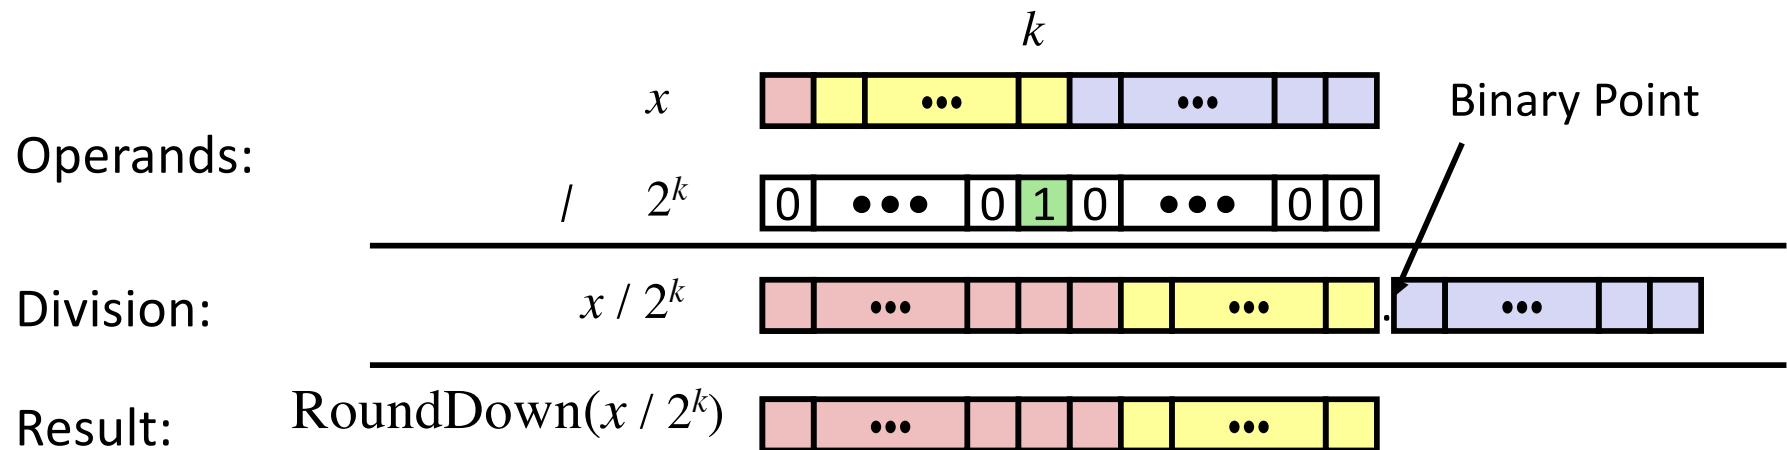 k
x ••• •••
Binary Point
Operands:
/ 2^k 0 ••• 0 1 0 ••• 0 0
Division: x / 2^k ••• ••• . •••
Result: RoundDown(x / 2^k) ••• •••